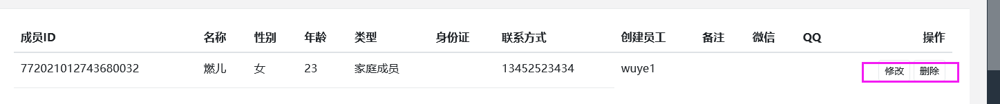 成员ID 名称 性别 年龄 类型 身份证 联系方式 创建员工 备注 微信 QQ 操作
772021012743680032 燃儿 女 23 家庭成员 13452523434 wuye1 修改 删除